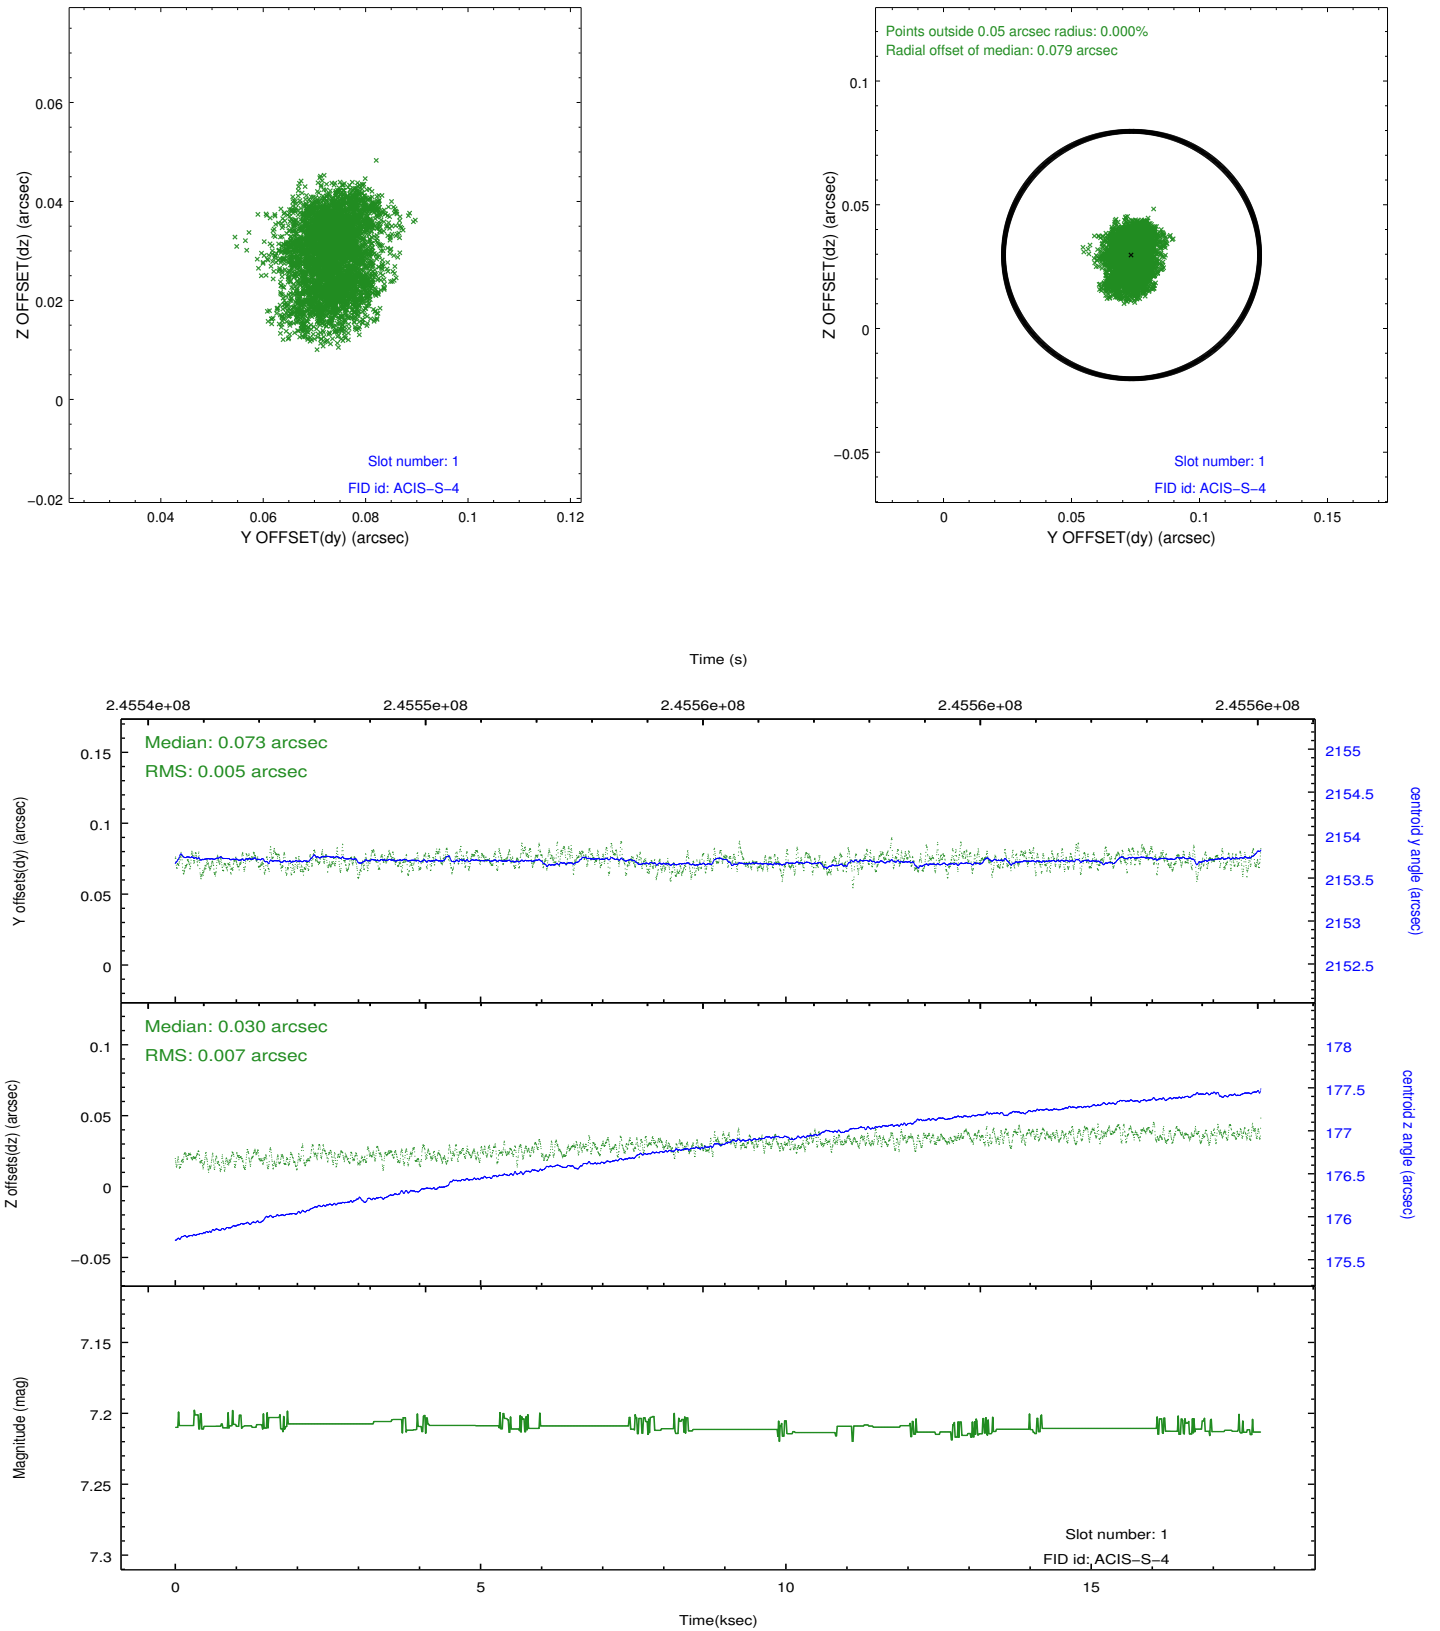 0.06
0.04
0.02
0
−0.02
0.04
0.06
0.08
0.1
0.12
Z OFFSET(dz) (arcsec)
Y OFFSET(dy) (arcsec)
Slot number: 1
FID id: ACIS−S−4
Points outside 0.05 arcsec radius: 0.000%
Radial offset of median: 0.079 arcsec
0.1
0.05
0
−0.05
0
0.05
0.1
0.15
Z OFFSET(dz) (arcsec)
Y OFFSET(dy) (arcsec)
Slot number: 1
FID id: ACIS−S−4
Time (s)
2.4554e+08
2.4555e+08
2.4556e+08
2.4556e+08
2.4556e+08
Median: 0.073 arcsec
RMS: 0.005 arcsec
0.15
0.1
0.05
0
Y offsets(dy) (arcsec)
2155
2154.5
2154
2153.5
2153
2152.5
centroid y angle (arcsec)
Median: 0.030 arcsec
RMS: 0.007 arcsec
0.1
0.05
0
−0.05
Z offsets(dz) (arcsec)
178
177.5
177
176.5
176
175.5
centroid z angle (arcsec)
7.15
7.2
7.25
7.3
Magnitude (mag)
Slot number: 1
FID id: ACIS−S−4
0
5
10
15
Time(ksec)